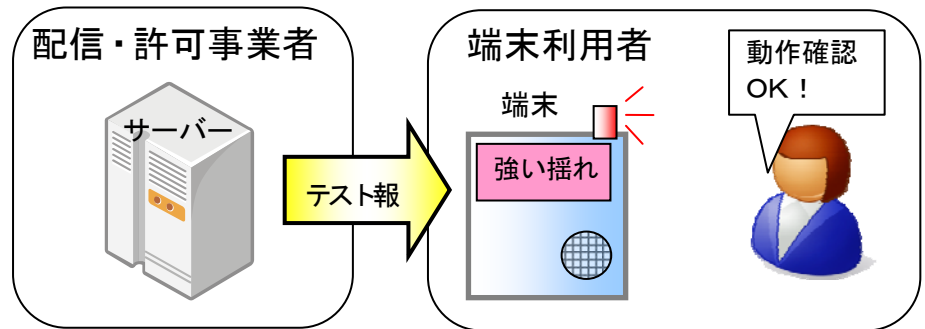 配信・許可事業者
サーバー
テスト報
端末利用者
端末
強い揺れ
動作確認
ＯＫ！